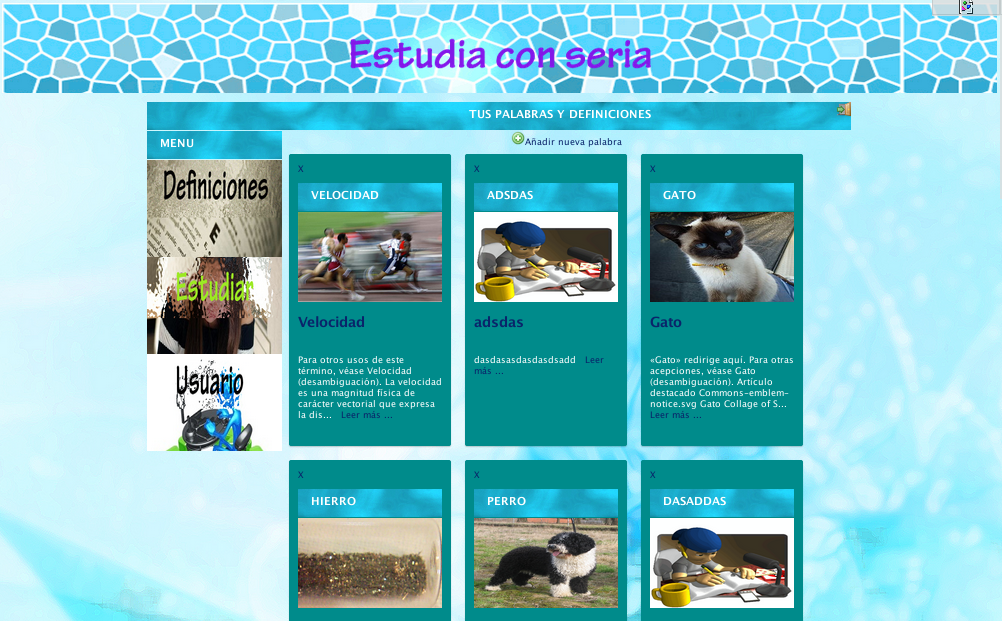 Estudia con seria
TUS PALABRAS Y DEFINICIONES
MENU
Definiciones
E
Estudiar
Usuario
Añadir nueva palabra
x
VELOCIDAD
Velocidad
Para otros usos de este
término, véase Velocidad
(desambiguación). La velocidad
es una magnitud física de
carácter vectorial que expresa
la dis... Leer más ...
x
ADSDAS
adsdas
dasdasasdasdasdsadd Leer
más ...
x
GATO
Gato
«Gato» redirige aquí. Para otras
acepciones, véase Gato
(desambiguación). Artículo
destacado Commons-emblem-
notice.svg Gato Collage of S...
Leer más ...
x
HIERRO
x
PERRO
x
DASADDAS